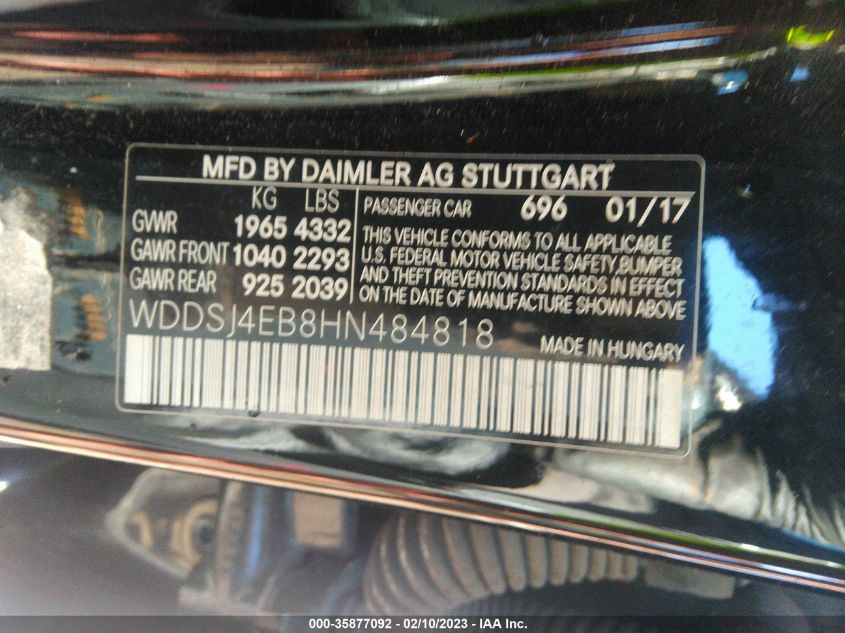 MFD BY DAIMLER AG STUTTGART
KG LBS
GVWR 1965 4332
GAWR FRONT 1040 2293
GAWR REAR 925 2039
PASSENGER CAR 696 01/17
THIS VEHICLE CONFORMS TO ALL APPLICABLE
U.S. FEDERAL MOTOR VEHICLE SAFETY,BUMPER
AND THEFT PREVENTION STANDARDS IN EFFECT
ON THE DATE OF MANUFACTURE SHOWN ABOVE
WDDSJ4EB8HN484818
MADE IN HUNGARY
000-35877092 - 02/10/2023 - IAA Inc.